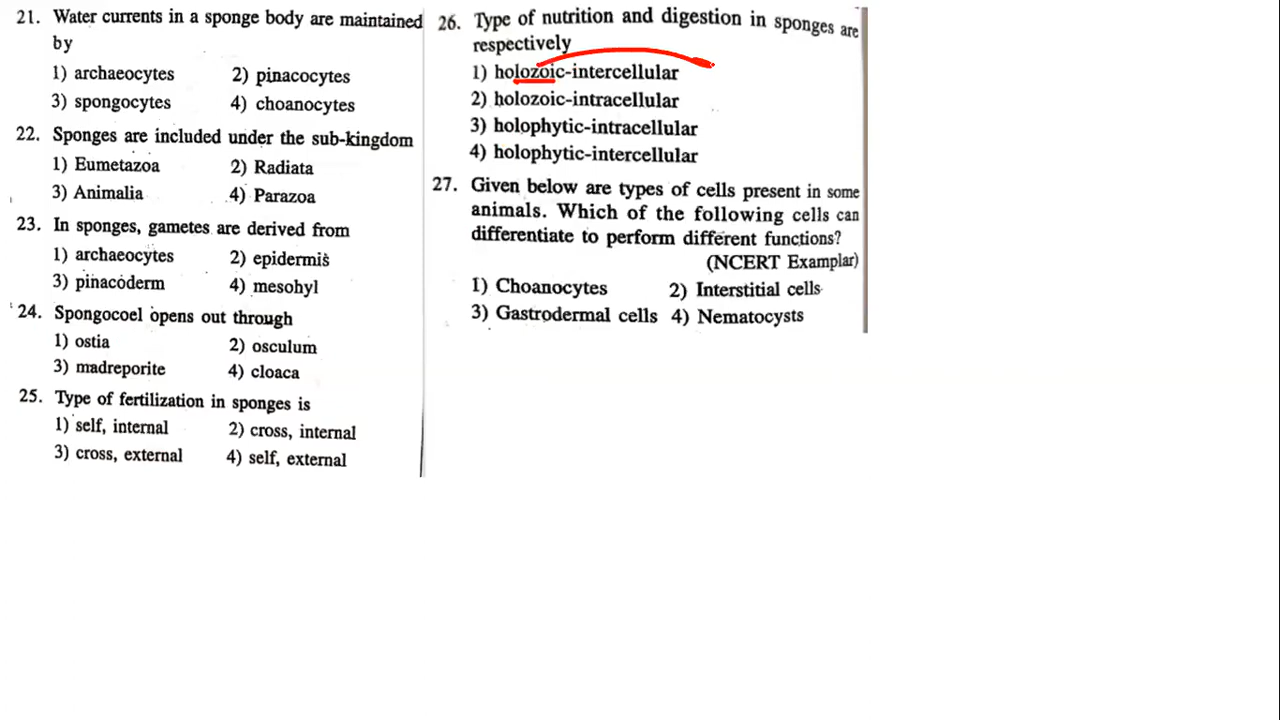 21. Water currents in a sponge body are maintained
by
1) archaeocytes 2) pinacocytes
3) spongocytes 4) choanocytes
22. Sponges are included under the sub-kingdom
1) Eumetazoa 2) Radiata
3) Animalia 4) Parazoa
23. In sponges, gametes are derived from
1) archaeocytes 2) epidermis
3) pinacoderm 4) mesohyl
24. Spongocoel opens out through
1) ostia 2) osculum
3) madreporite 4) cloaca
25. Type of fertilization in sponges is
1) self, internal 2) cross, internal
3) cross, external 4) self, external
26. Type of nutrition and digestion in sponges are
respectively
1) holozoic-intercellular
2) holozoic-intracellular
3) holophytic-intracellular
4) holophytic-intercellular
27. Given below are types of cells present in some
animals. Which of the following cells can
differentiate to perform different functions?
(NCERT Examplar)
1) Choanocytes 2) Interstitial cells
3) Gastrodermal cells 4) Nematocysts